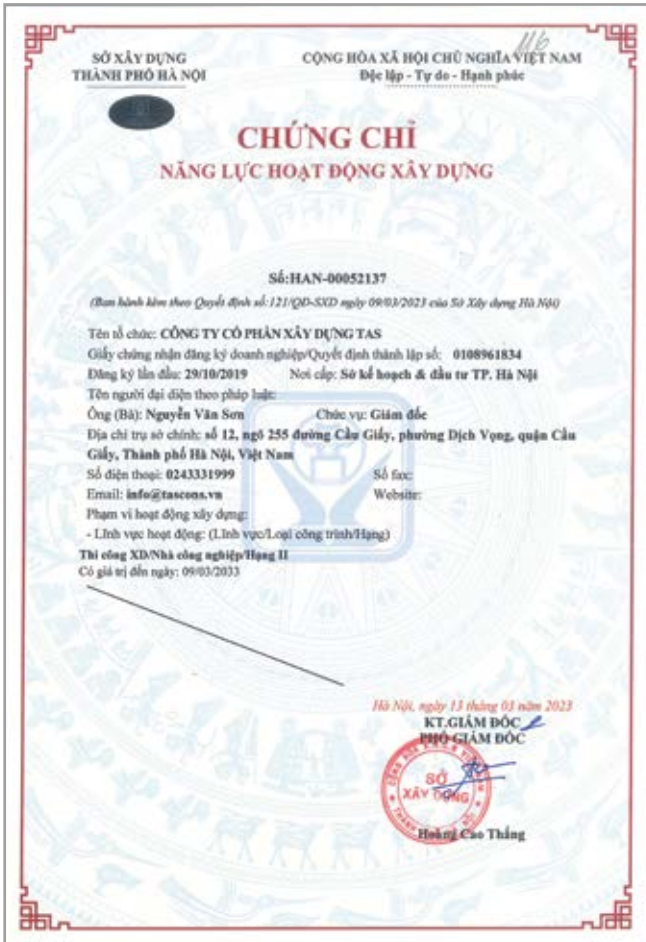 SỞ XÂY DỰNG
THÀNH PHỐ HÀ NỘI
CỘNG HÒA XÃ HỘI CHỦ NGHĨA VIỆT NAM
Độc lập - Tự do - Hạnh phúc
CHỨNG CHỈ
NĂNG LỰC HOẠT ĐỘNG XÂY DỰNG
Số:HAN-00052137
(Ban hành kèm theo Quyết định số:121/QĐ-SXD ngày 09/03/2023 của Sở Xây dựng Hà Nội)
Tên tổ chức: CÔNG TY CỔ PHẦN XÂY DỰNG TAS
Giấy chứng nhận đăng ký doanh nghiệp/Quyết định thành lập số: 0108961834
Đăng ký lần đầu: 29/10/2019 Nơi cấp: Sở kế hoạch & đầu tư TP. Hà Nội
Tên người đại diện theo pháp luật:
Ông (Bà): Nguyễn Văn Sơn Chức vụ: Giám đốc
Địa chỉ trụ sở chính: số 12, ngõ 255 đường Cầu Giấy, phường Dịch Vọng, quận Cầu
Giấy, Thành phố Hà Nội, Việt Nam
Số điện thoại: 0243331999 Số fax:
Email: info@tascons.vn Website:
Phạm vi hoạt động xây dựng:
- Lĩnh vực hoạt động: (Lĩnh vực/Loại công trình/Hạng)
Thi công XD/Nhà công nghiệp/Hạng II
Có giá trị đến ngày: 09/03/2033
Hà Nội, ngày 13 tháng 03 năm 2023
KT.GIÁM ĐỐC
PHÓ GIÁM ĐỐC
SỞ
XÂY DỰNG
Hoàng Cao Thắng